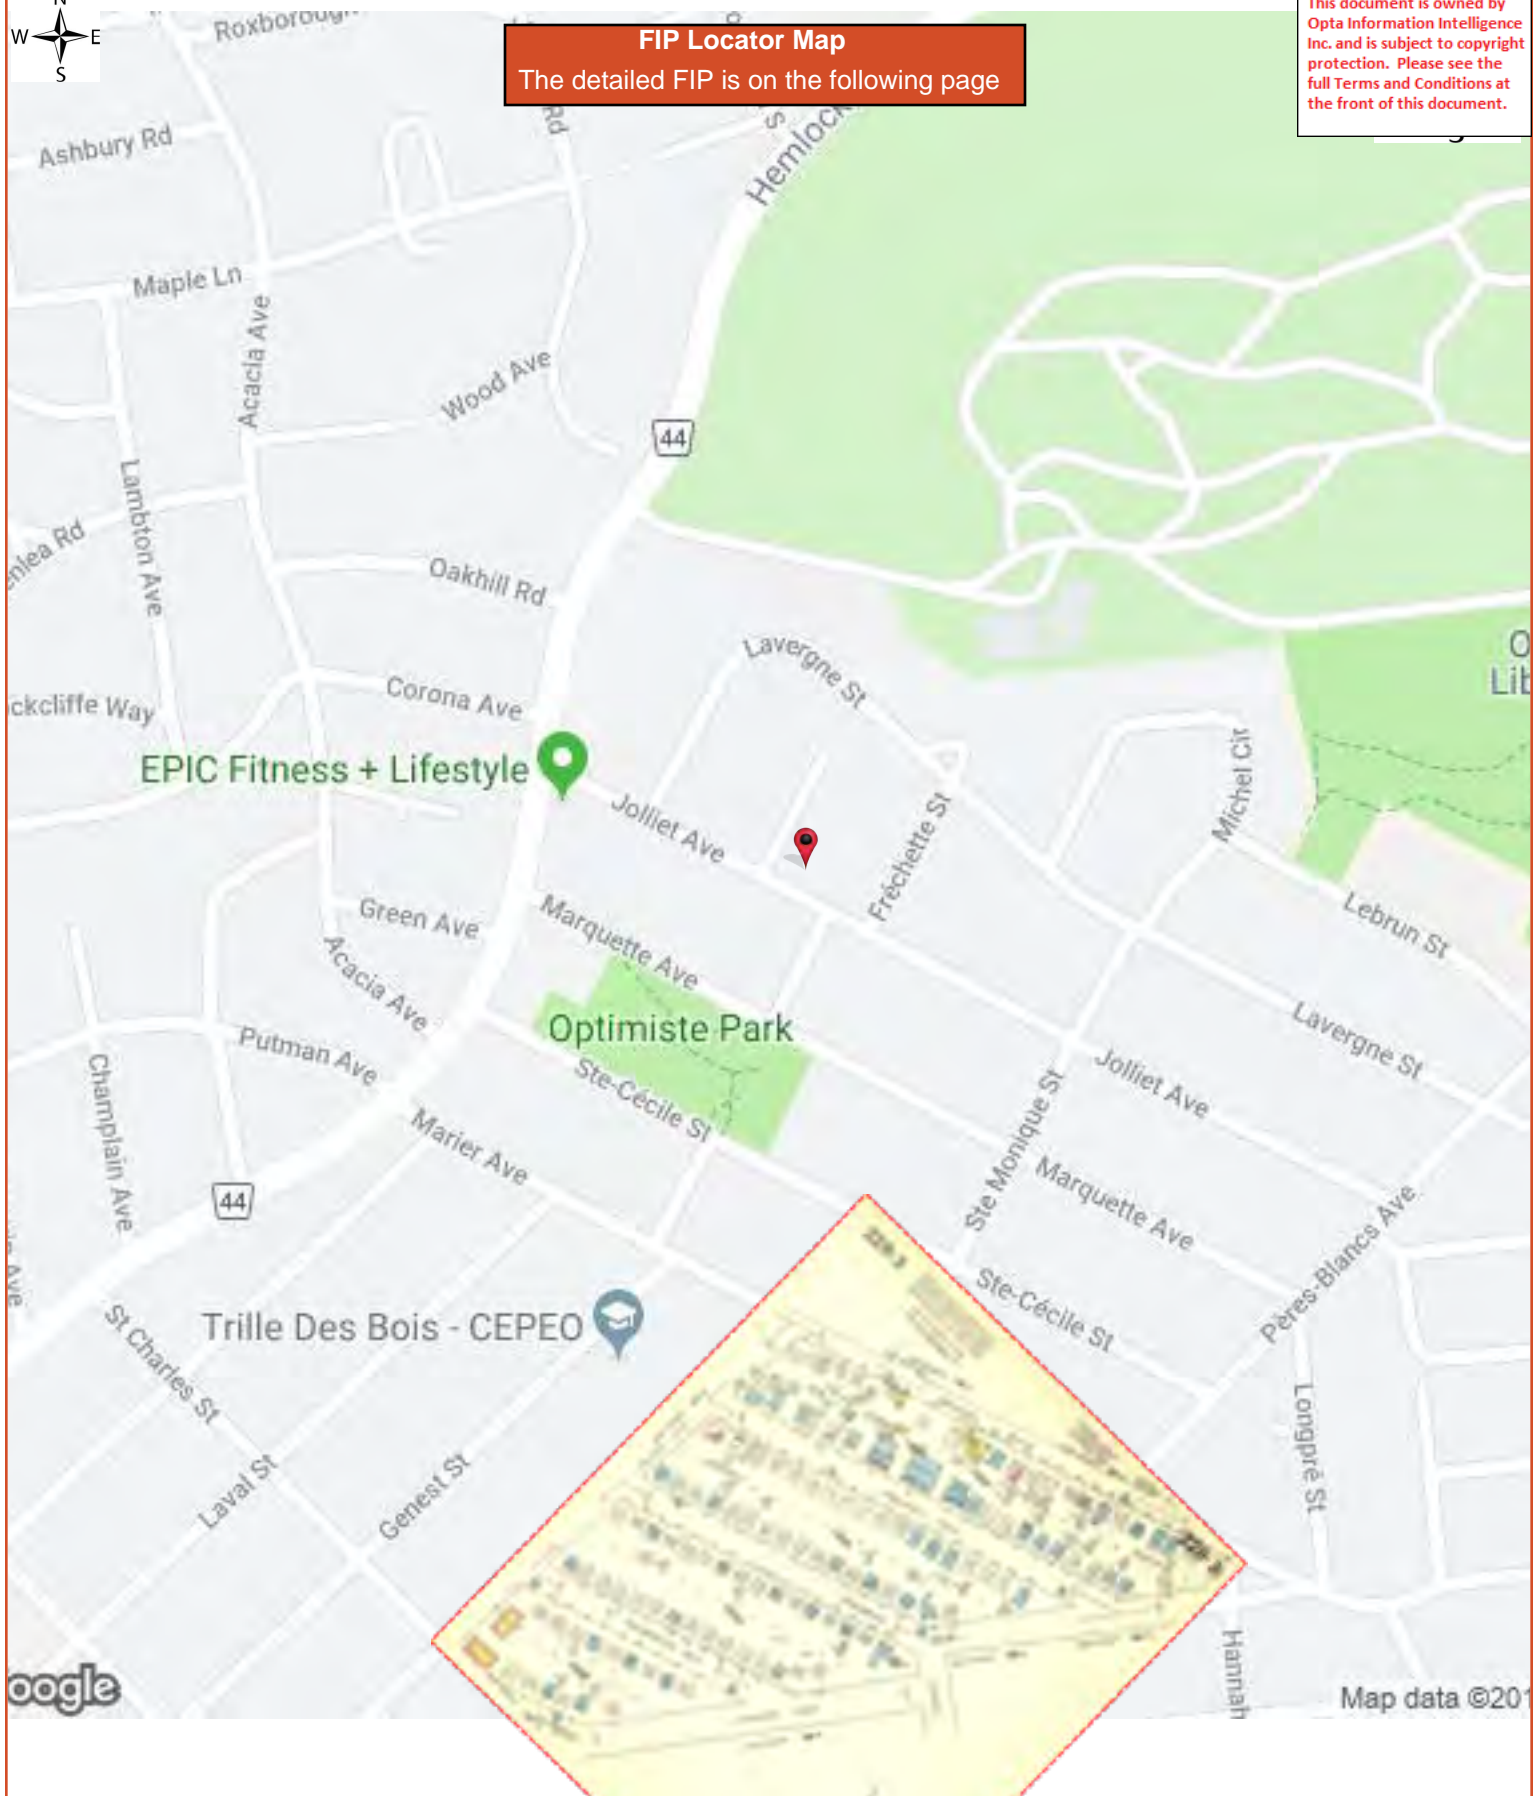 N
W E
S
FIP Locator Map
The detailed FIP is on the following page
This document is owned by
Opta Information Intelligence
Inc. and is subject to copyright
protection. Please see the
full Terms and Conditions at
the front of this document.
Roxborough
Rd
S
Hemlock
Ashbury Rd
Maple Ln
Acacia Ave
Wood Ave
44
Lambton Ave
enlea Rd
Oakhill Rd
Lavergne St
O
Lib
Corona Ave
ckcliffe Way
Michel Cir
EPIC Fitness + Lifestyle
Jolliet Ave
Fréchette St
Lebrun St
Green Ave
Marquette Ave
Acacia Ave
Optimiste Park
Lavergne St
Putman Ave
Jolliet Ave
Champlain Ave
Ste-Cécile St
Ste Monique St
Marier Ave
Marquette Ave
44
Pères-Blancs Ave
Ave
228-3
Ste-Cécile St
Trille Des Bois - CEPEO
St Charles St
Longpré St
Laval St
Genest St
Hannah
oogle
Map data ©201